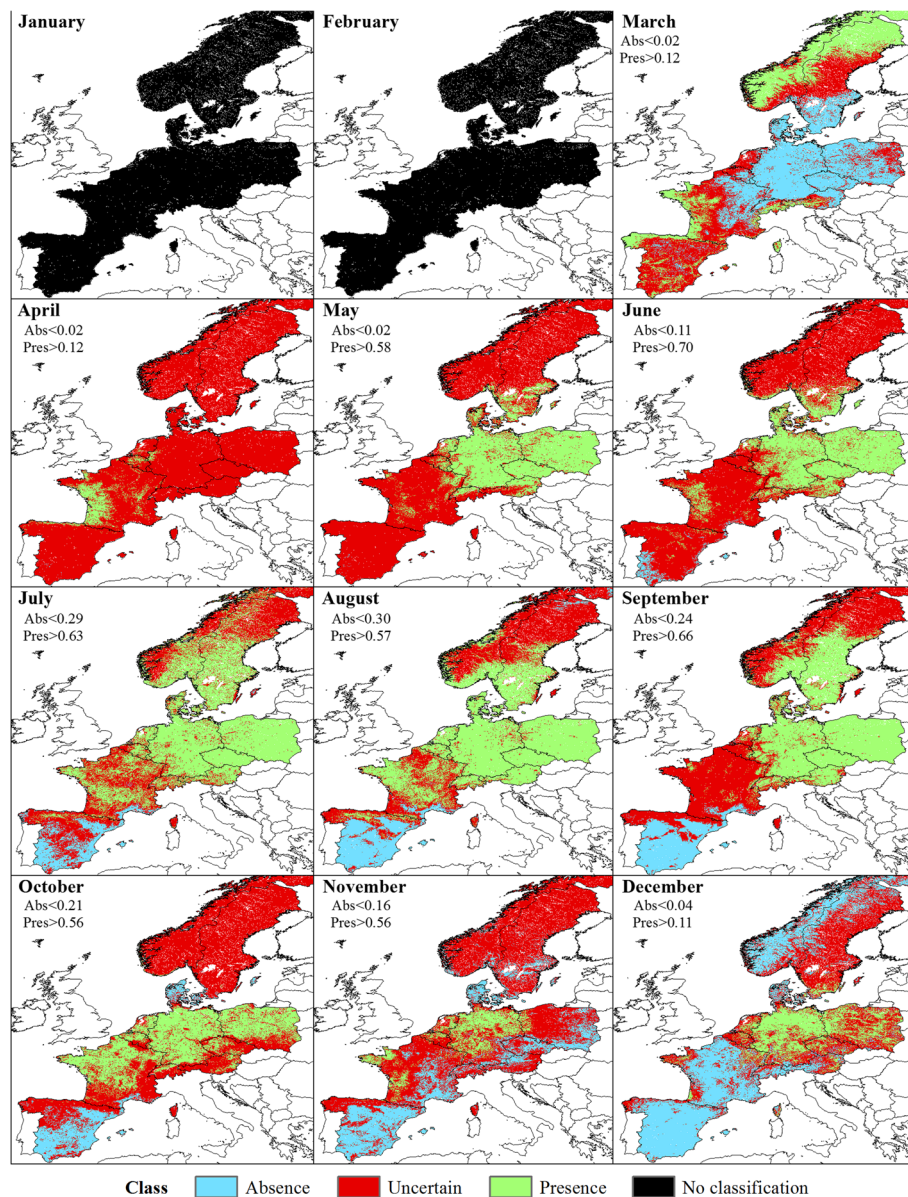 January
February
March
Abs<0.02
Pres>0.12
April
Abs<0.02
Pres>0.12
May
Abs<0.02
Pres>0.58
June
Abs<0.11
Pres>0.70
July
Abs<0.29
Pres>0.63
August
Abs<0.30
Pres>0.57
September
Abs<0.24
Pres>0.66
October
Abs<0.21
Pres>0.56
November
Abs<0.16
Pres>0.56
December
Abs<0.04
Pres>0.11
Class Absence Uncertain Presence No classification